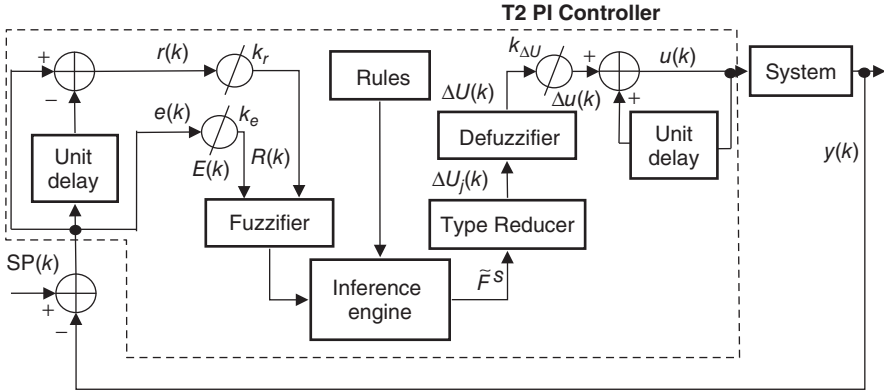 T2 PI Controller
+
r(k)
k_r
−
e(k)
k_e
Unit
delay
E(k)
R(k)
Fuzzifier
Rules
Inference
engine
F̃^S
Type Reducer
ΔU_j(k)
Defuzzifier
ΔU(k)
k_ΔU
Δu(k)
+
+
u(k)
Unit
delay
System
y(k)
SP(k)
+
−